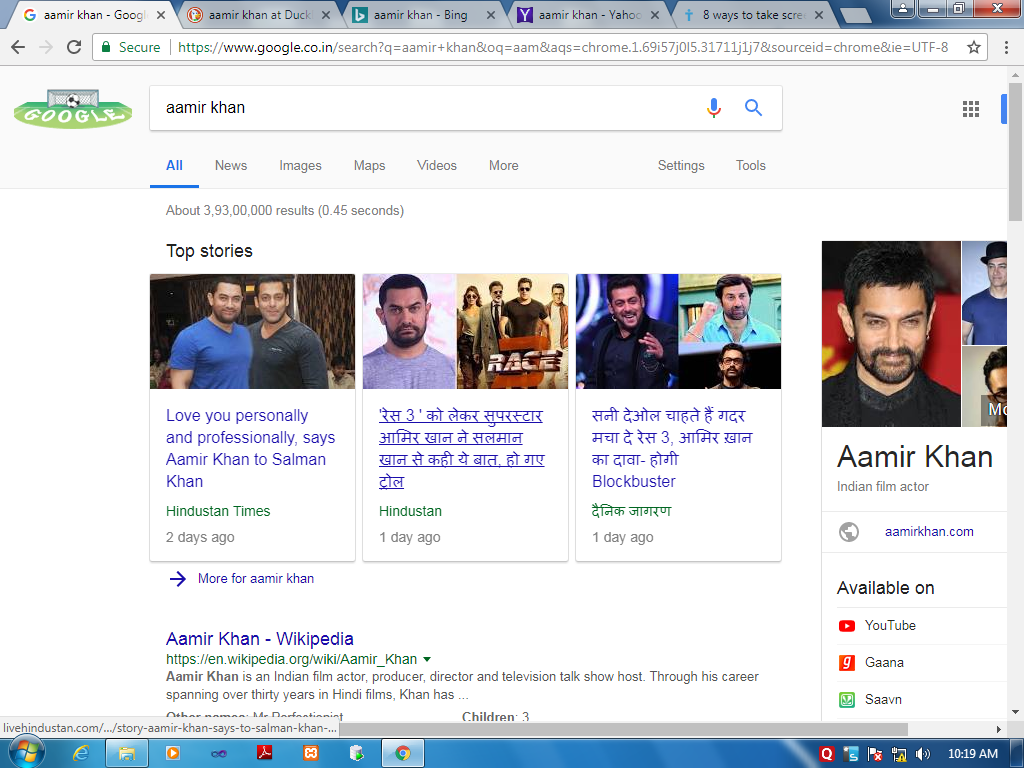 aamir khan - Goog
aamir khan at Duck
aamir khan - Bing
aamir khan - Yahoo
8 ways to take scree
Secure
https://www.google.co.in/search?q=aamir+khan&oq=aam&aqs=chrome.1.69i57j0l5.31711j1j7&sourceid=chrome&ie=UTF-8
GOOGLE
aamir khan
All News Images Maps Videos More Settings Tools
About 3,93,00,000 results (0.45 seconds)
Top stories
RACE
Love you personally
and professionally, says
Aamir Khan to Salman
Khan
Hindustan Times
2 days ago
'रेस 3 ' को लेकर सुपरस्टार
आमिर खान ने सलमान
खान से कही ये बात, हो गए
ट्रोल
Hindustan
1 day ago
सनी देओल चाहते हैं गदर
मचा दे रेस 3, आमिर ख़ान
का दावा- होगी
Blockbuster
दैनिक जागरण
1 day ago
More for aamir khan
Aamir Khan - Wikipedia
https://en.wikipedia.org/wiki/Aamir_Khan
Aamir Khan is an Indian film actor, producer, director and television talk show host. Through his career
spanning over thirty years in Hindi films, Khan has ...
Other names: Mr Perfectionist Children: 3
Mo
Aamir Khan
Indian film actor
aamirkhan.com
Available on
YouTube
Gaana
Saavn
livehindustan.com/.../story-aamir-khan-says-to-salman-khan-...
10:19 AM